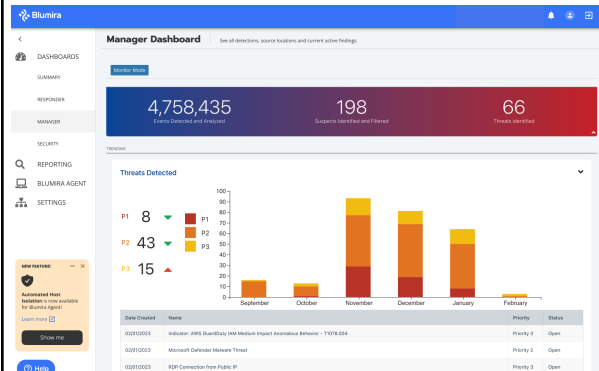 Blumira
Manager Dashboard
See all detections, source locations and current active findings.
DASHBOARDS
SUMMARY
RESPONDER
MANAGER
SECURITY
REPORTING
BLUMIRA AGENT
SETTINGS
Monitor Mode
4,758,435
Events Detected and Analyzed
198
Suspects Identified and Filtered
66
Threats Identified
TRENDING
Threats Detected
P1 8
P2 43
P3 15
P1
P2
P3
100
90
80
70
60
50
40
30
20
10
0
September October November December January February
Date Created Name Priority Status
02/01/2023 Indicator: AWS GuardDuty IAM Medium Impact Anomalous Behavior - T1078.004 Priority 3 Open
02/01/2023 Microsoft Defender Malware Threat Priority 2 Open
02/01/2023 RDP Connection from Public IP Priority 3 Open
NEW FEATURE!
Automated Host
Isolation is now available
for Blumira Agent!
Learn more
Show me
Help